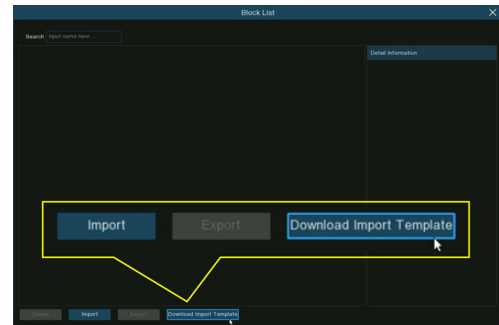 Block List
Search Input name here ...
Detail Information
Import Export Download Import Template
Delete Import Export Download Import Template